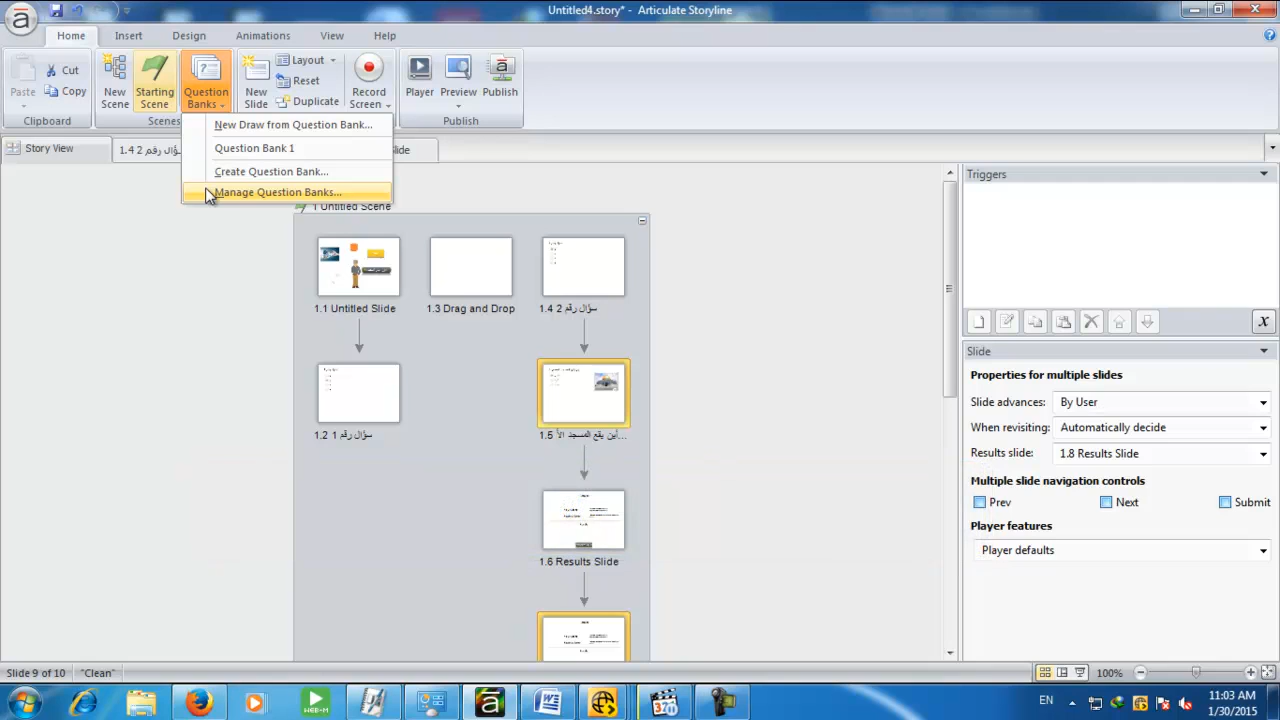 Untitled4.story* - Articulate Storyline
Home Insert Design Animations View Help
Paste
Cut
Copy
Clipboard
New Scene
Starting Scene
Question Banks
Scenes
New Slide
Layout
Reset
Duplicate
Record Screen
Player
Preview
Publish
Publish
New Draw from Question Bank...
Question Bank 1
Create Question Bank...
Manage Question Banks...
Story View
1 Untitled Scene
1.1 Untitled Slide
1.3 Drag and Drop
1.4 سؤال رقم 2
1.2 سؤال رقم 1
1.5 أين يقع المسجد الأ...
1.6 Results Slide
Triggers
Slide
Properties for multiple slides
Slide advances: By User
When revisiting: Automatically decide
Results slide: 1.8 Results Slide
Multiple slide navigation controls
Prev Next Submit
Player features
Player defaults
Slide 9 of 10 "Clean"
100%
EN
11:03 AM
1/30/2015